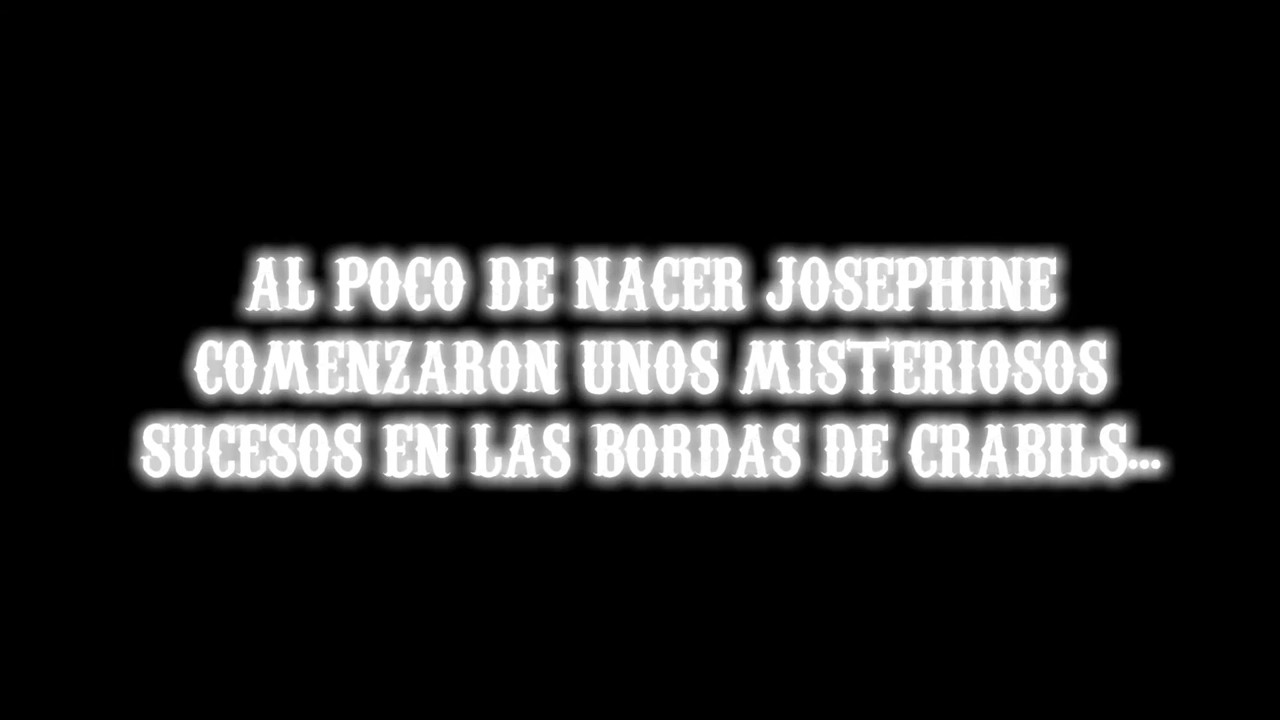 AL POCO DE NACER JOSEPHINE
COMENZARON UNOS MISTERIOSOS
SUCESOS EN LAS BORDAS DE CRABILS...